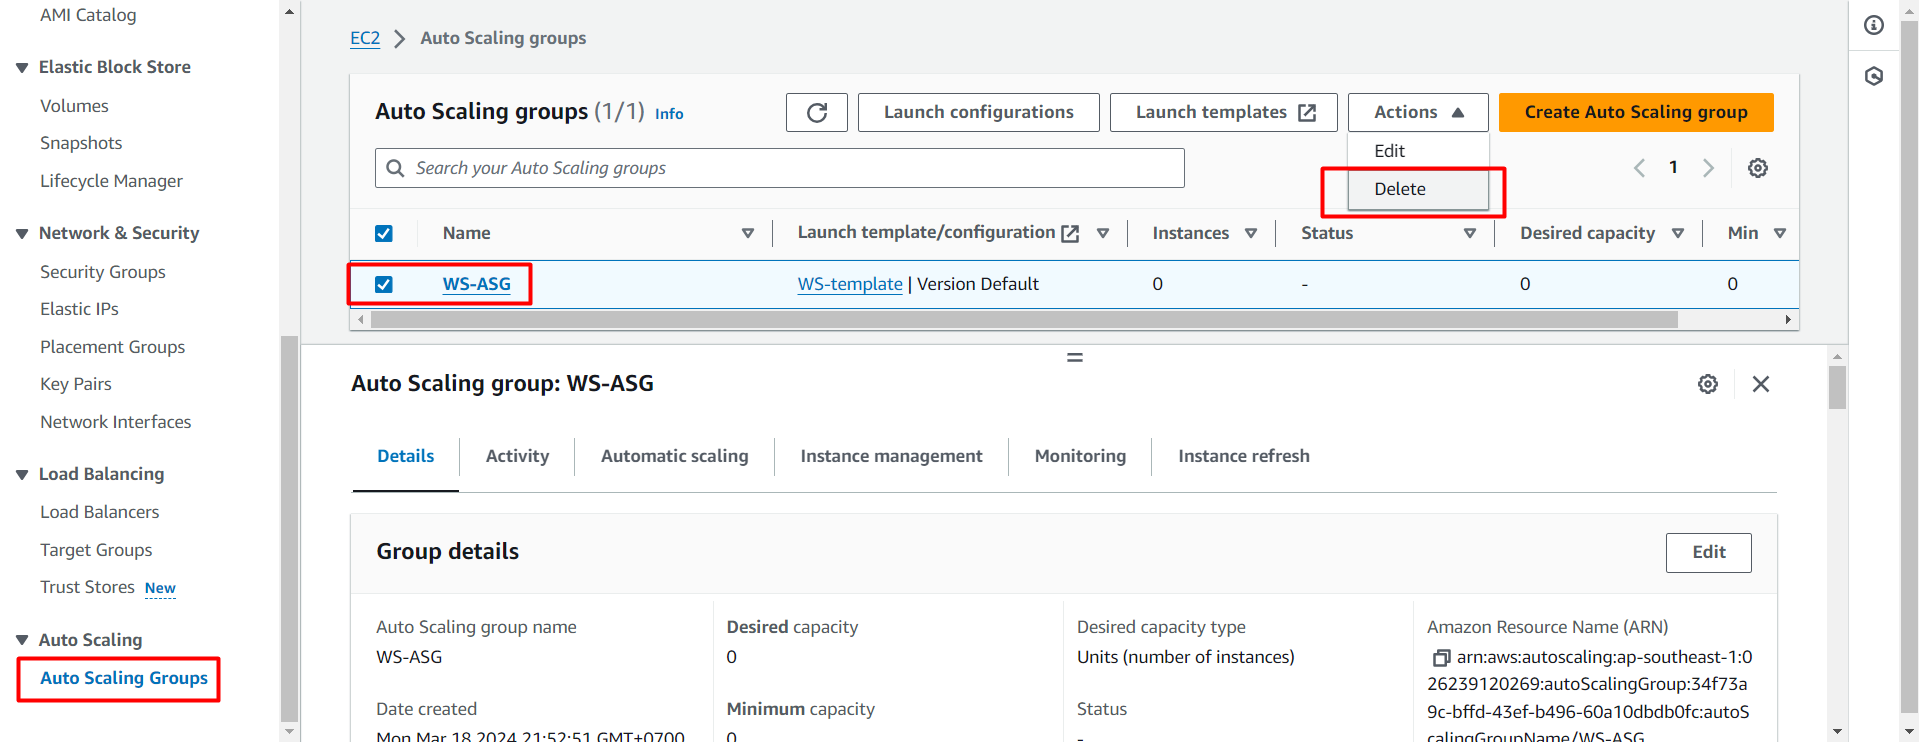 AMI Catalog
Elastic Block Store
Volumes
Snapshots
Lifecycle Manager
Network & Security
Security Groups
Elastic IPs
Placement Groups
Key Pairs
Network Interfaces
Load Balancing
Load Balancers
Target Groups
Trust Stores New
Auto Scaling
Auto Scaling Groups
EC2 Auto Scaling groups
Auto Scaling groups (1/1) Info
Launch configurations
Launch templates
Actions
Create Auto Scaling group
Edit
Delete
Search your Auto Scaling groups
1
Name Launch template/configuration Instances Status Desired capacity Min
WS-ASG WS-template | Version Default 0 - 0 0
Auto Scaling group: WS-ASG
Details Activity Automatic scaling Instance management Monitoring Instance refresh
Group details
Edit
Auto Scaling group name
WS-ASG
Date created
Mon Mar 18 2024 21:52:51 GMT+0700
Desired capacity
0
Minimum capacity
0
Desired capacity type
Units (number of instances)
Status
-
Amazon Resource Name (ARN)
arn:aws:autoscaling:ap-southeast-1:0
26239120269:autoScalingGroup:34f73a
9c-bffd-43ef-b496-60a10dbdb0fc:autoS
calingGroupName/WS-ASG